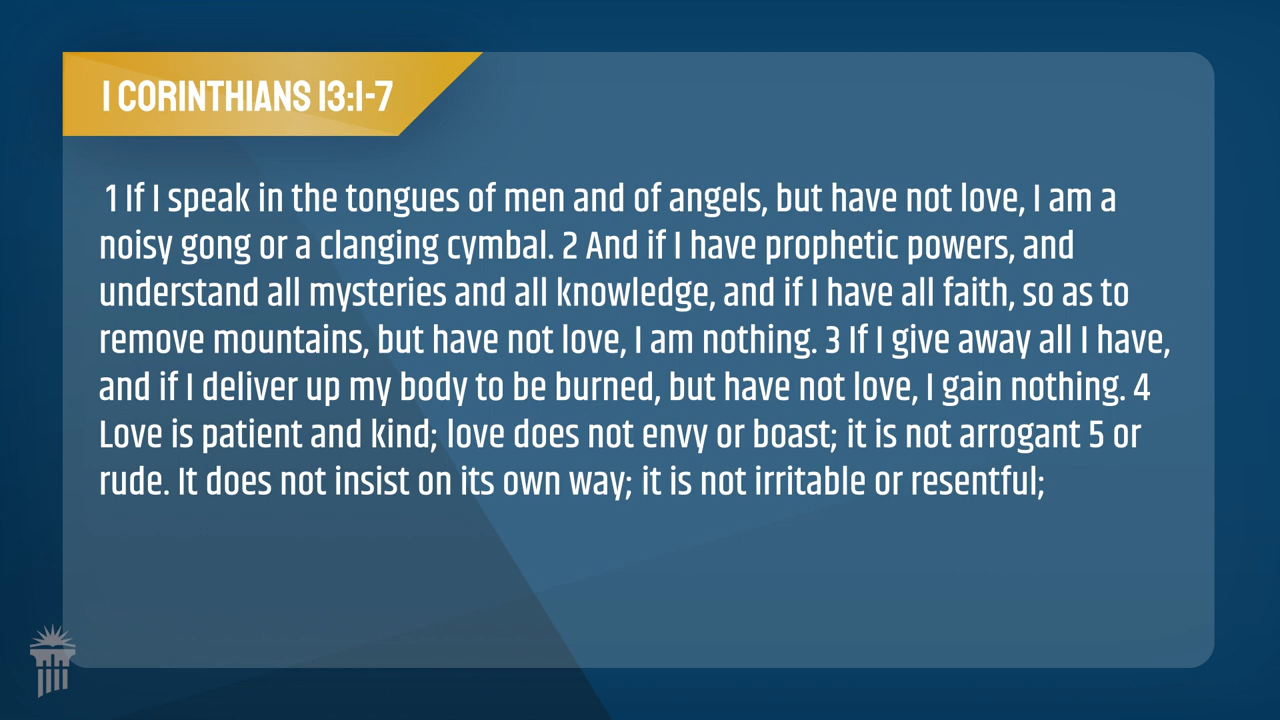 1 CORINTHIANS 13:1-7
1 If I speak in the tongues of men and of angels, but have not love, I am a
noisy gong or a clanging cymbal. 2 And if I have prophetic powers, and
understand all mysteries and all knowledge, and if I have all faith, so as to
remove mountains, but have not love, I am nothing. 3 If I give away all I have,
and if I deliver up my body to be burned, but have not love, I gain nothing. 4
Love is patient and kind; love does not envy or boast; it is not arrogant 5 or
rude. It does not insist on its own way; it is not irritable or resentful;